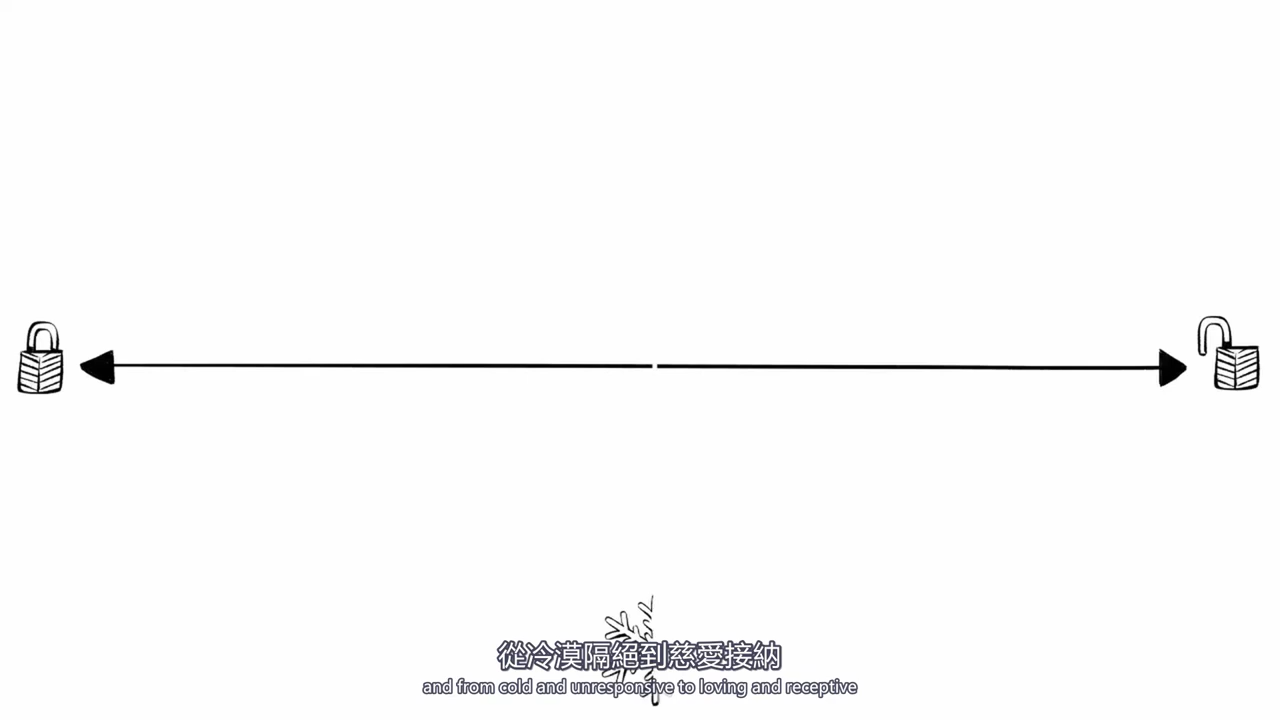 從冷漠隔絕到慈愛接納
and from cold and unresponsive to loving and receptive